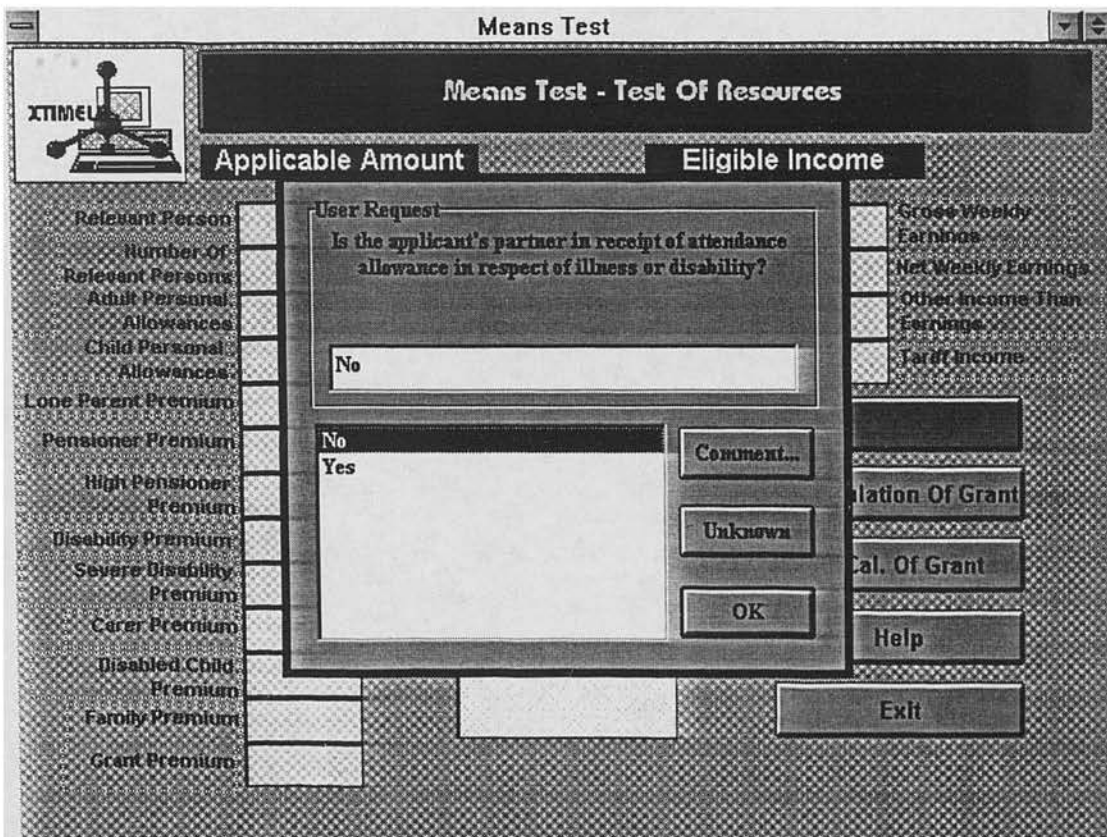 Means Test
XTIMEL
Means Test - Test Of Resources
Applicable Amount
Eligible Income
Relevant Person
Number Of
Relevant Persons
Adult Personal
Allowances
Child Personal
Allowances
Lone Parent Premium
Pensioner Premium
High Pensioner
Premium
Disability Premium
Severe Disability
Premium
Carer Premium
Disabled Child
Premium
Family Premium
Grant Premium
User Request
Is the applicant's partner in receipt of attendance
allowance in respect of illness or disability?
No
No
Yes
Comment...
Unknown
OK
Gross Weekly
Earnings
Net Weekly Earnings
Other Income Than
Earnings
Tariff Income
ulation Of Grant
Cal. Of Grant
Help
Exit